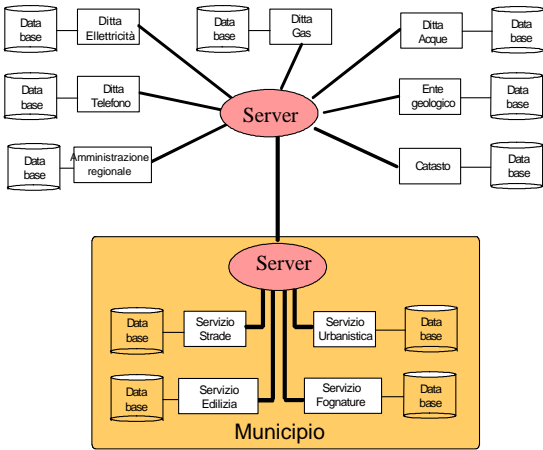 Data
base
Ditta
Ellettricità
Data
base
Ditta
Gas
Ditta
Acque
Data
base
Data
base
Ditta
Telefono
Server
Ente
geologico
Data
base
Data
base
Amministrazione
regionale
Catasto
Data
base
Server
Data
base
Servizio
Strade
Servizio
Urbanistica
Data
base
Data
base
Servizio
Edilizia
Servizio
Fognature
Data
base
Municipio